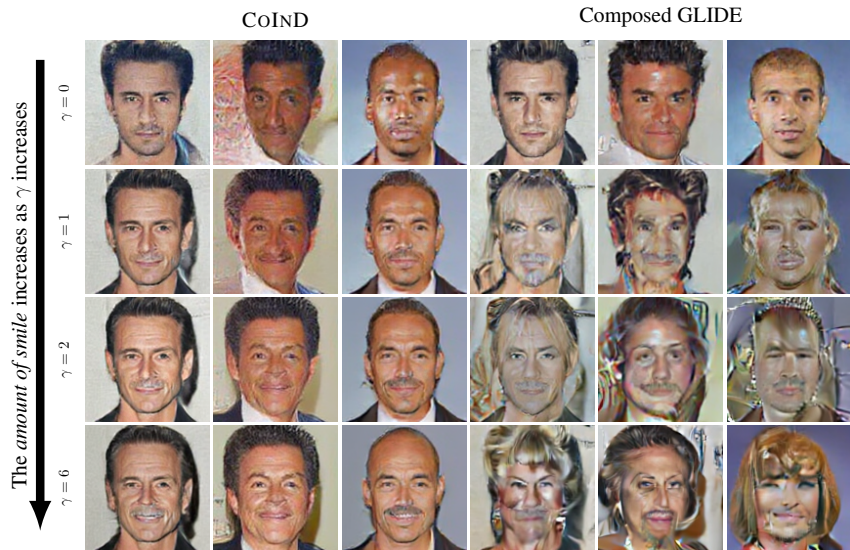 COIND
Composed GLIDE
The amount of smile increases as γ increases
γ = 0
γ = 1
γ = 2
γ = 6